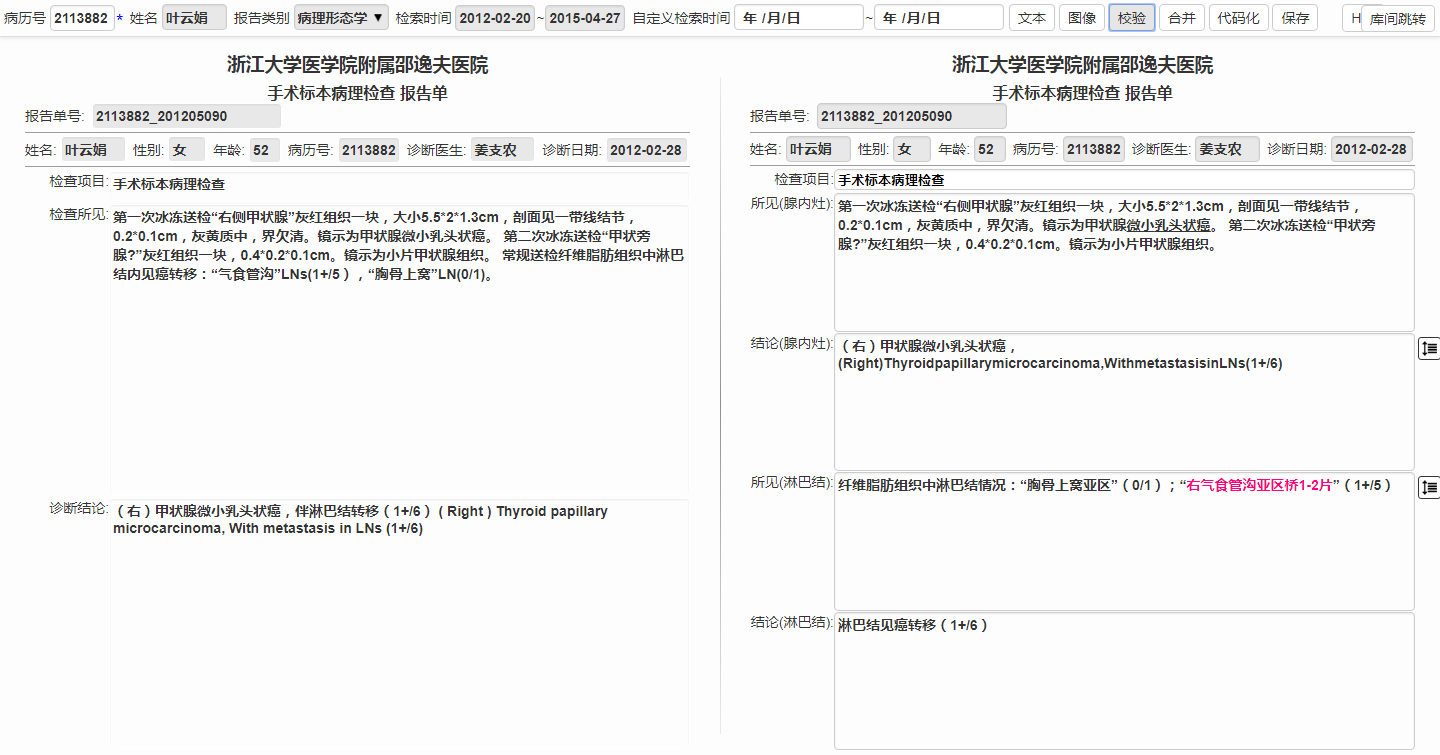 病历号 2113882 * 姓名 叶云娟 报告类别 病理形态学 ▼ 检索时间 2012-02-20 ~ 2015-04-27 自定义检索时间 年 /月/日 ~ 年 /月/日 文本 图像 校验 合并 代码化 保存 H 库间跳转
浙江大学医学院附属邵逸夫医院
手术标本病理检查 报告单
报告单号: 2113882_201205090
姓名: 叶云娟 性别: 女 年龄: 52 病历号: 2113882 诊断医生: 姜支农 诊断日期: 2012-02-28
检查项目: 手术标本病理检查
检查所见: 第一次冰冻送检“右侧甲状腺”灰红组织一块，大小5.5*2*1.3cm，剖面见一带线结节，
0.2*0.1cm，灰黄质中，界欠清。镜示为甲状腺微小乳头状癌。 第二次冰冻送检“甲状旁
腺?”灰红组织一块，0.4*0.2*0.1cm。镜示为小片甲状腺组织。 常规送检纤维脂肪组织中淋巴
结内见癌转移：“气食管沟”LNs(1+/5），“胸骨上窝”LN(0/1)。
诊断结论: （右）甲状腺微小乳头状癌，伴淋巴结转移（1+/6）( Right ) Thyroid papillary
microcarcinoma, With metastasis in LNs (1+/6)
浙江大学医学院附属邵逸夫医院
手术标本病理检查 报告单
报告单号: 2113882_201205090
姓名: 叶云娟 性别: 女 年龄: 52 病历号: 2113882 诊断医生: 姜支农 诊断日期: 2012-02-28
检查项目: 手术标本病理检查
所见(腺内灶): 第一次冰冻送检“右侧甲状腺”灰红组织一块，大小5.5*2*1.3cm，剖面见一带线结节，
0.2*0.1cm，灰黄质中，界欠清。镜示为甲状腺微小乳头状癌。 第二次冰冻送检“甲状旁
腺?”灰红组织一块，0.4*0.2*0.1cm。镜示为小片甲状腺组织。
结论(腺内灶): （右）甲状腺微小乳头状癌，
(Right)Thyroidpapillarymicrocarcinoma,WithmetastasisinLNs(1+/6)
所见(淋巴结): 纤维脂肪组织中淋巴结情况：“胸骨上窝亚区”（0/1）；“右气食管沟亚区桥1-2片”（1+/5）
结论(淋巴结): 淋巴结见癌转移（1+/6）